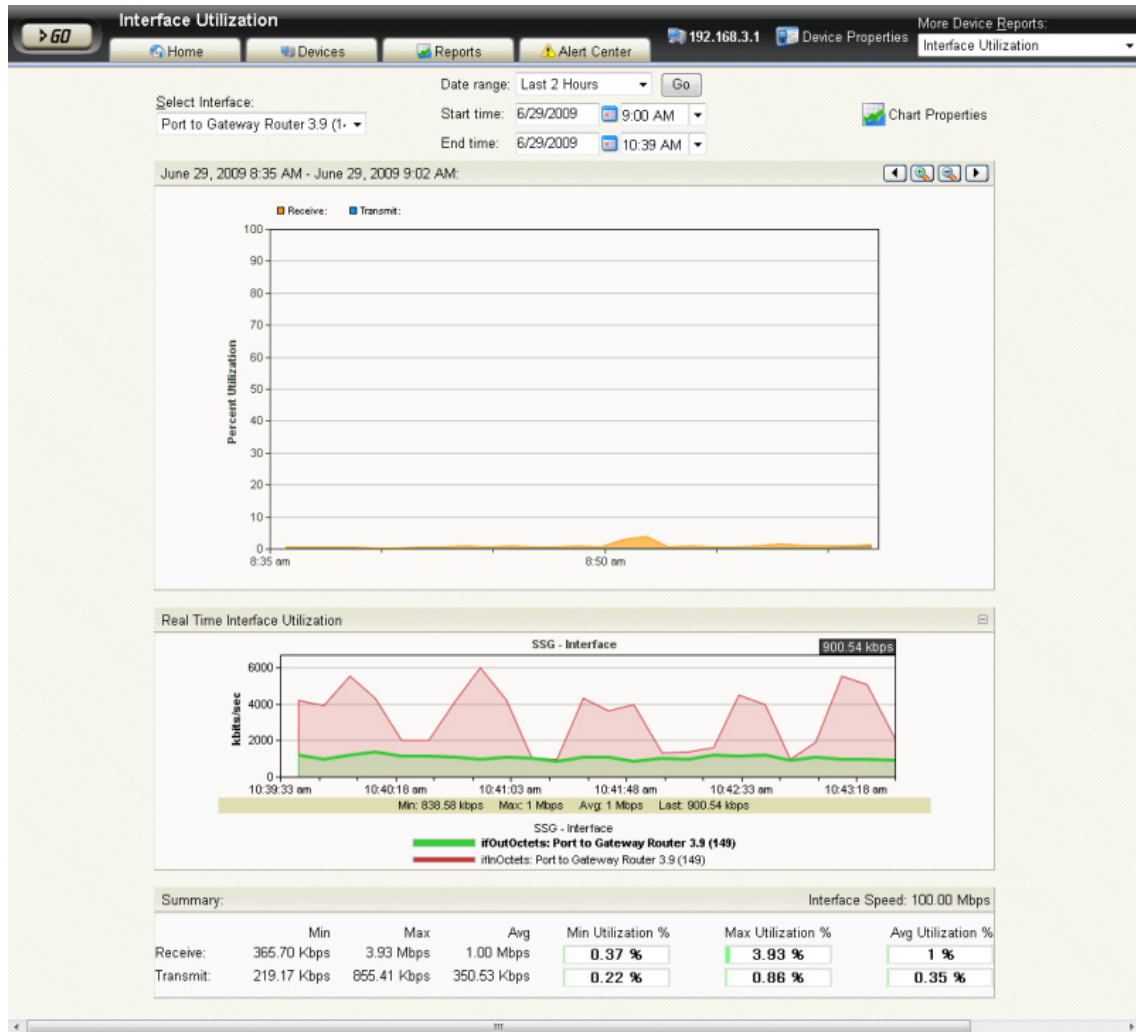 GO
Interface Utilization
Home
Devices
Reports
Alert Center
192.168.3.1
Device Properties
More Device Reports:
Interface Utilization
Select Interface:
Port to Gateway Router 3.9 (1-
Date range: Last 2 Hours Go
Start time: 6/29/2009 9:00 AM
End time: 6/29/2009 10:39 AM
Chart Properties
June 29, 2009 8:35 AM - June 29, 2009 9:02 AM:
Receive: Transmit:
Percent Utilization
100
90
80
70
60
50
40
30
20
10
0
8:35 am 8:50 am
Real Time Interface Utilization
SSG - Interface
900.54 kbps
kbits/sec
6000
4000
2000
0
10:39:33 am 10:40:18 am 10:41:03 am 10:41:48 am 10:42:33 am 10:43:18 am
Min: 838.58 kbps Max: 1 Mbps Avg: 1 Mbps Last: 900.54 kbps
SSG - Interface
ifOutOctets: Port to Gateway Router 3.9 (149)
ifInOctets: Port to Gateway Router 3.9 (149)
Summary: Interface Speed: 100.00 Mbps
Min Max Avg Min Utilization % Max Utilization % Avg Utilization %
Receive: 365.70 Kbps 3.93 Mbps 1.00 Mbps 0.37 % 3.93 % 1 %
Transmit: 219.17 Kbps 855.41 Kbps 350.53 Kbps 0.22 % 0.86 % 0.35 %